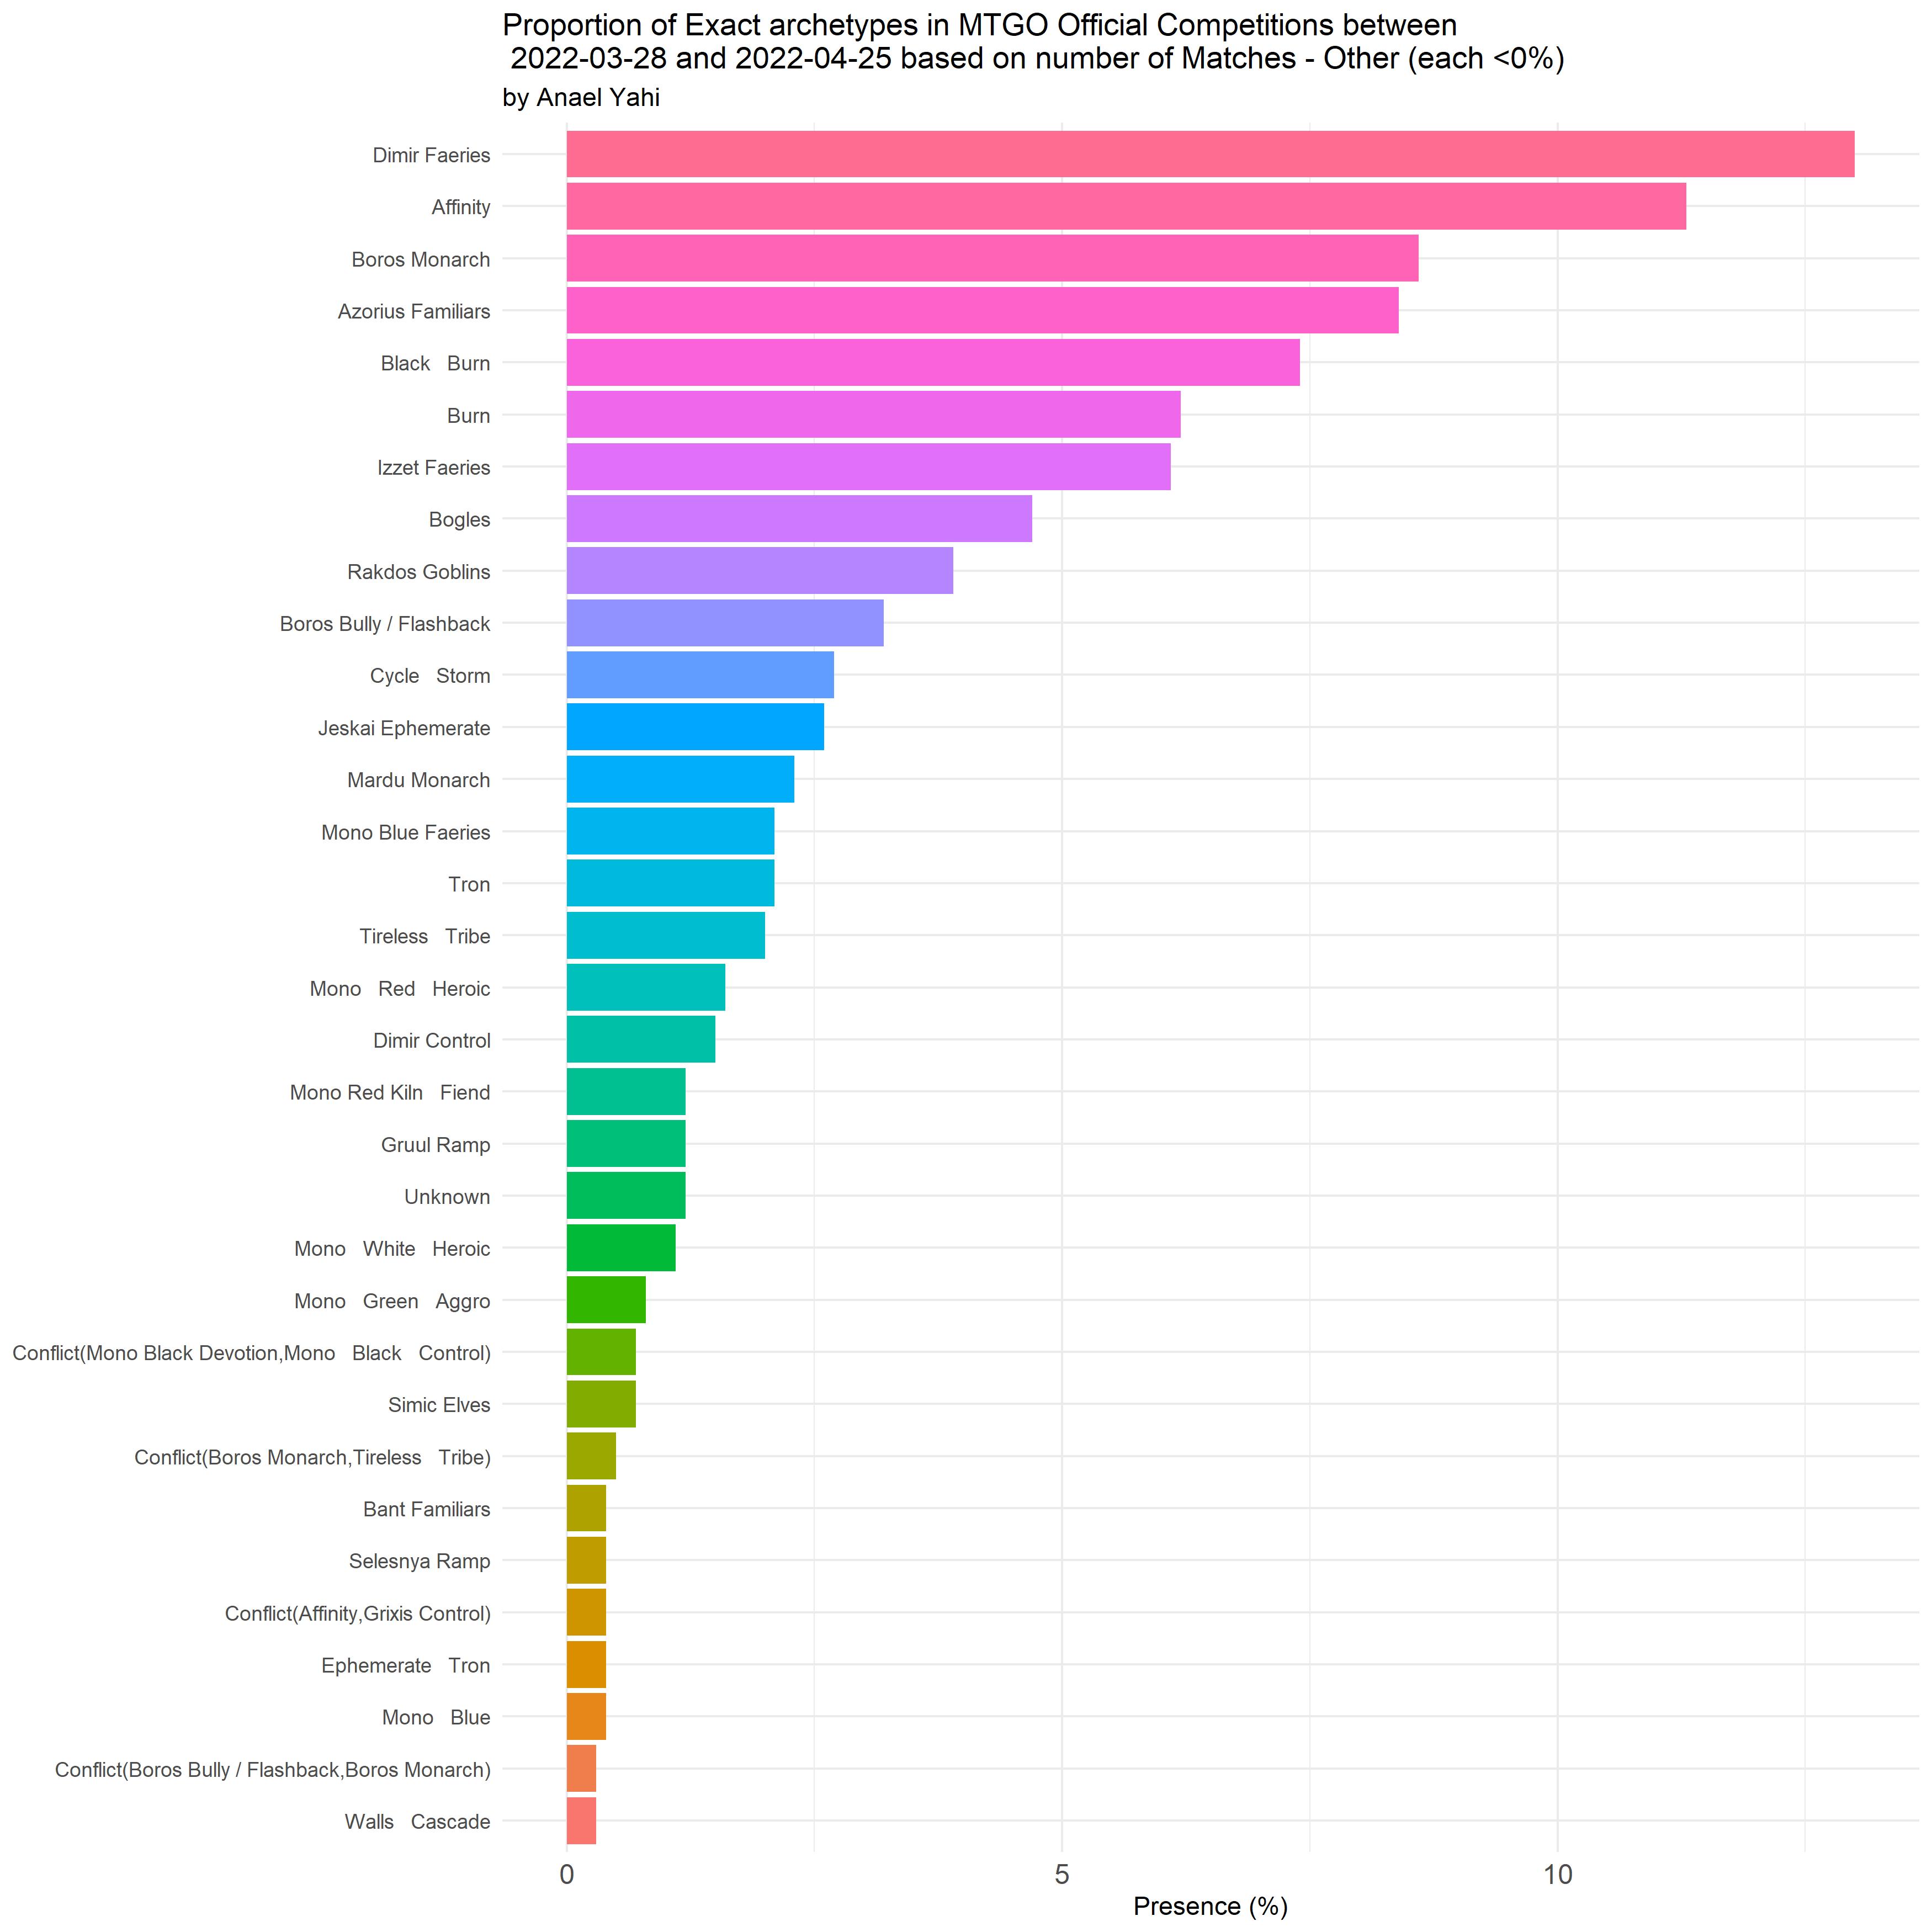 Proportion of Exact archetypes in MTGO Official Competitions between
2022-03-28 and 2022-04-25 based on number of Matches - Other (each <0%)
by Anael Yahi
Dimir Faeries
Affinity
Boros Monarch
Azorius Familiars
Black   Burn
Burn
Izzet Faeries
Bogles
Rakdos Goblins
Boros Bully / Flashback
Cycle   Storm
Jeskai Ephemerate
Mardu Monarch
Mono Blue Faeries
Tron
Tireless   Tribe
Mono   Red   Heroic
Dimir Control
Mono Red Kiln   Fiend
Gruul Ramp
Unknown
Mono   White   Heroic
Mono   Green   Aggro
Conflict(Mono Black Devotion,Mono   Black   Control)
Simic Elves
Conflict(Boros Monarch,Tireless   Tribe)
Bant Familiars
Selesnya Ramp
Conflict(Affinity,Grixis Control)
Ephemerate   Tron
Mono   Blue
Conflict(Boros Bully / Flashback,Boros Monarch)
Walls   Cascade
0 5 10
Presence (%)